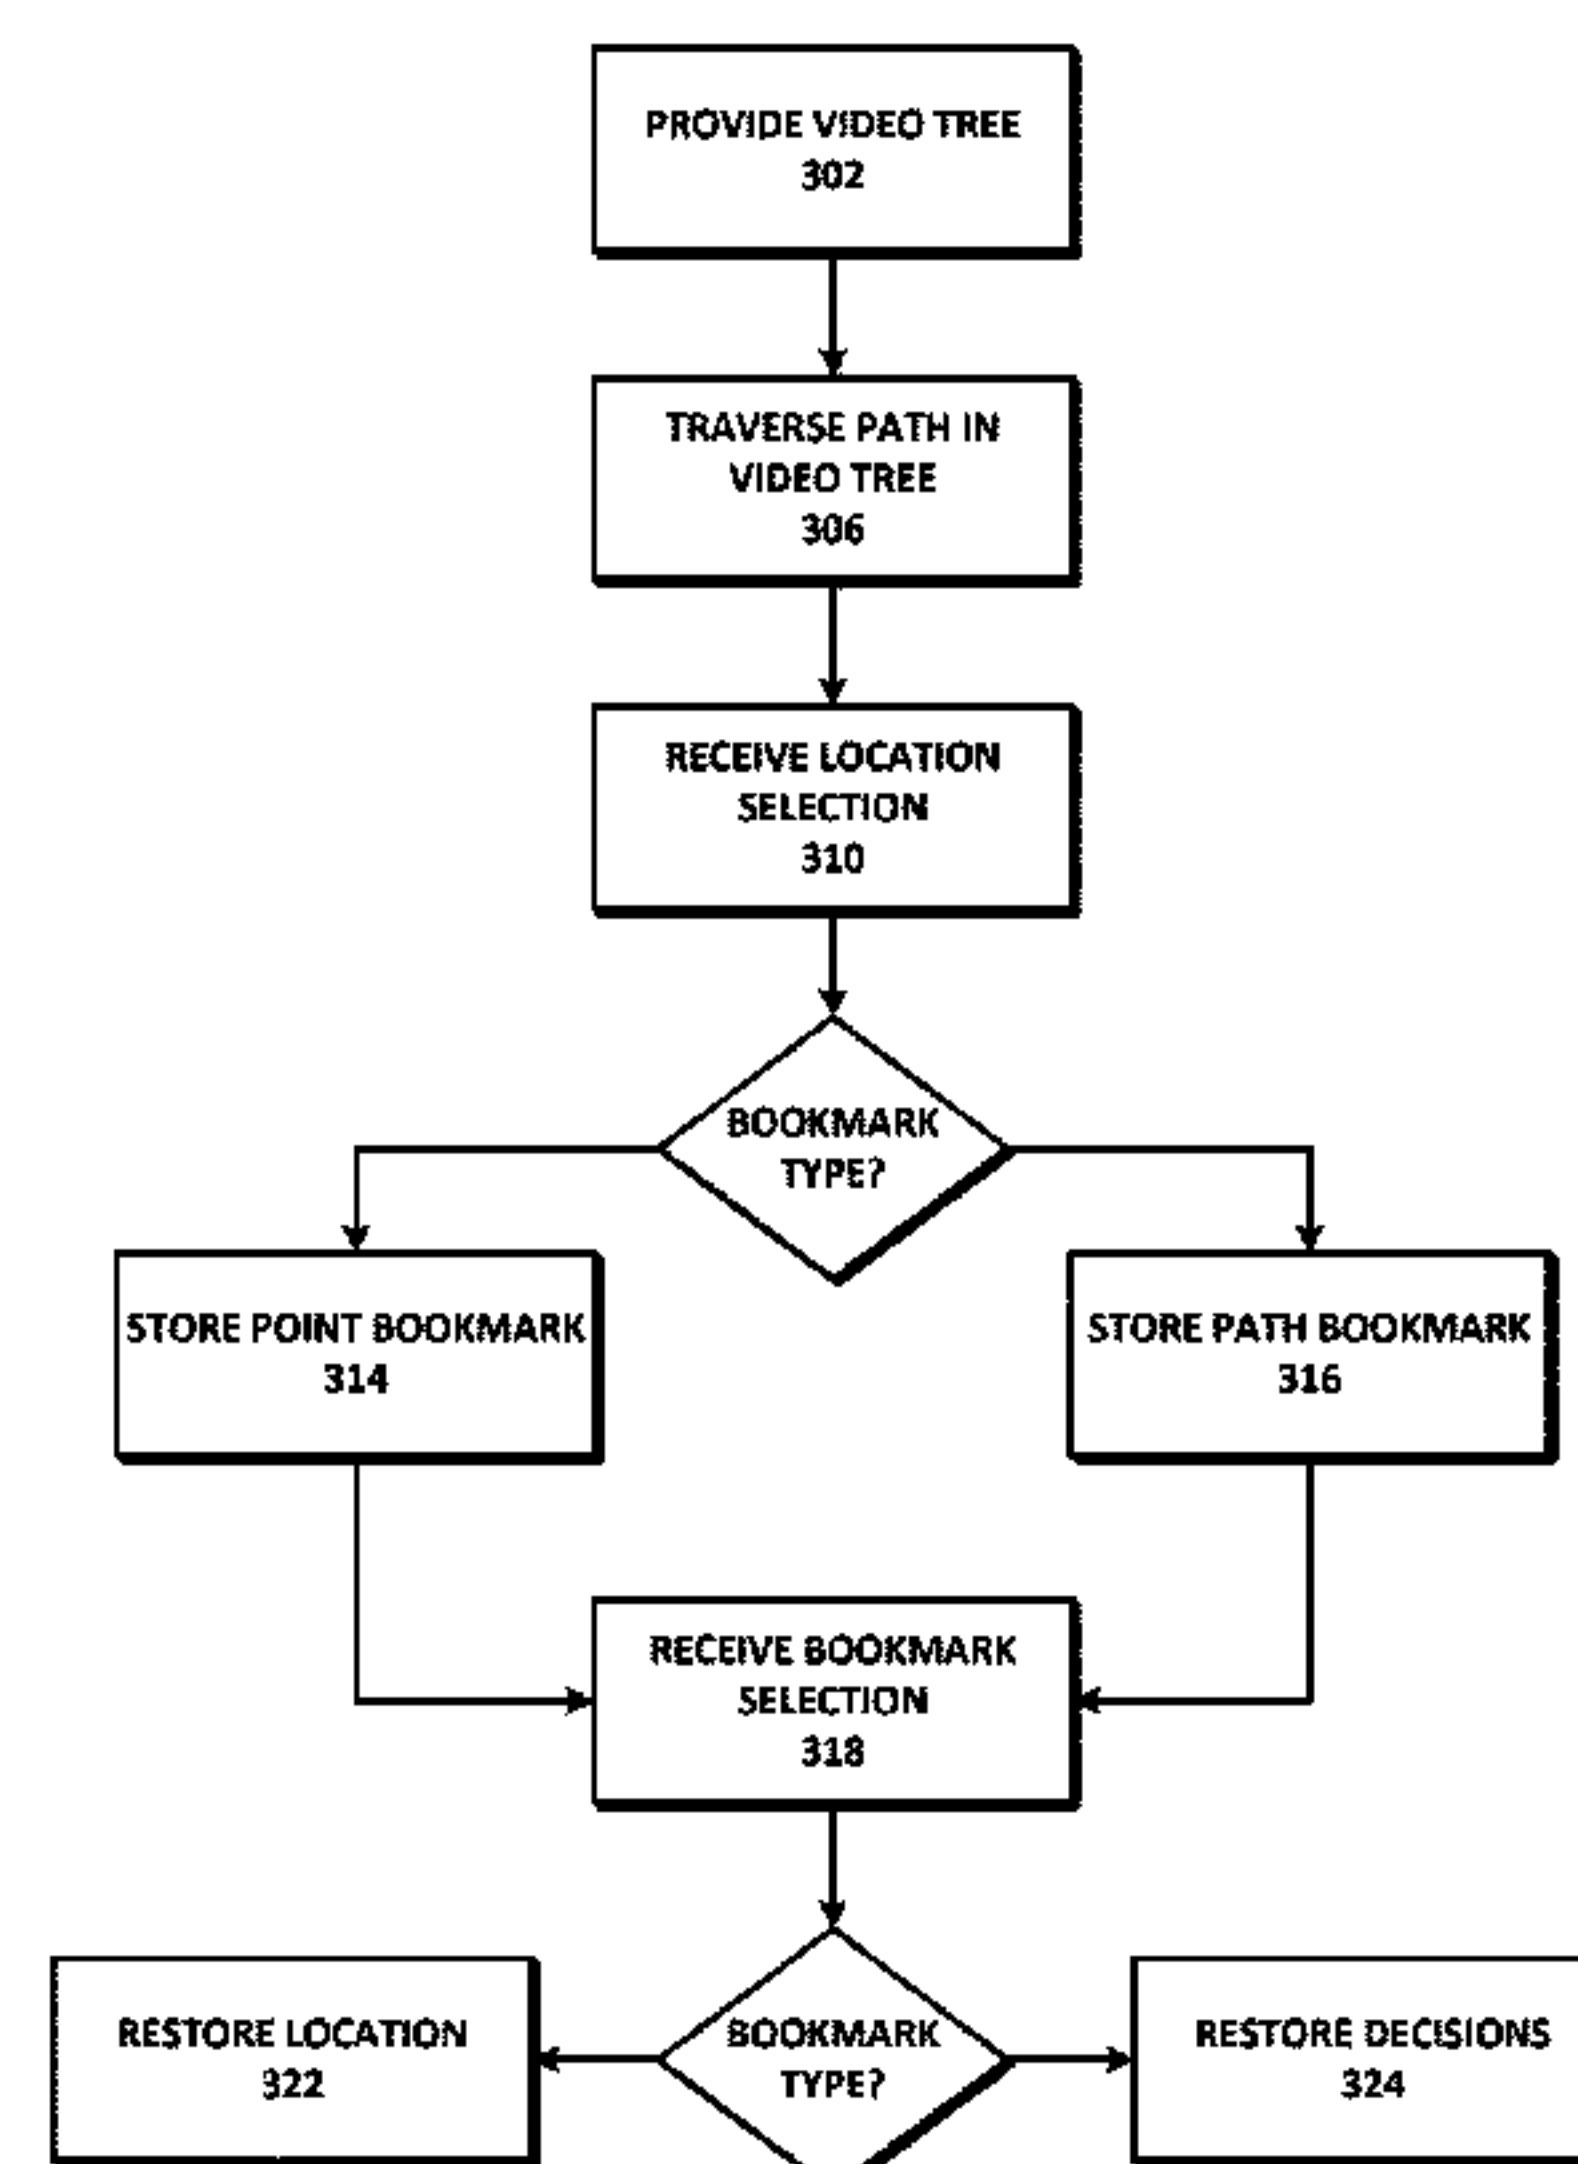 PROVIDE VIDEO TREE
302
TRAVERSE PATH IN
VIDEO TREE
306
RECEIVE LOCATION
SELECTION
310
BOOKMARK
TYPE?
STORE POINT BOOKMARK
314
STORE PATH BOOKMARK
316
RECEIVE BOOKMARK
SELECTION
318
RESTORE LOCATION
322
BOOKMARK
TYPE?
RESTORE DECISIONS
324